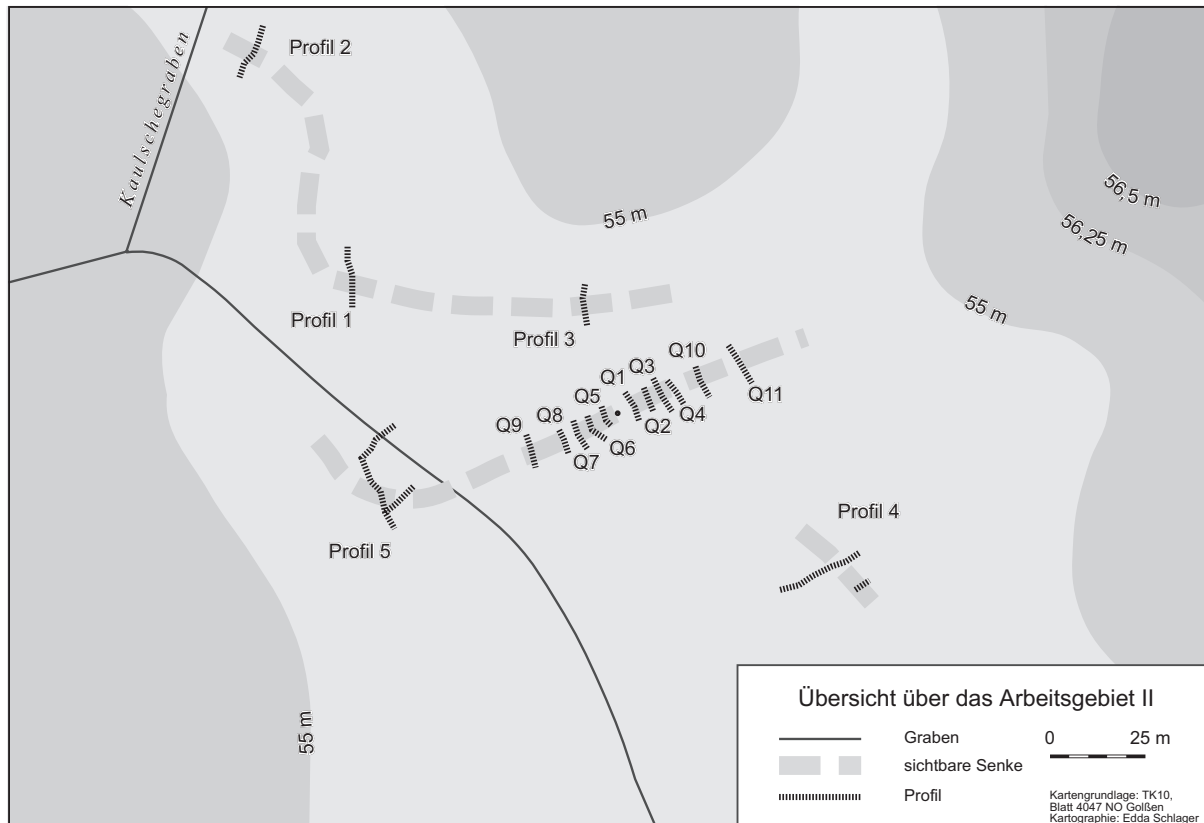 Kaulschegraben
Profil 2
56,5 m
55 m
56,25 m
55 m
Profil 1
Profil 3
Q10
Q3
Q1
Q5
Q11
Q4
Q2
Q8
Q9
Q6
Q7
Profil 4
Profil 5
55 m
Übersicht über das Arbeitsgebiet II
Graben
0 25 m
sichtbare Senke
Profil
Kartengrundlage: TK10,
Blatt 4047 NO Golßen
Kartographie: Edda Schlager